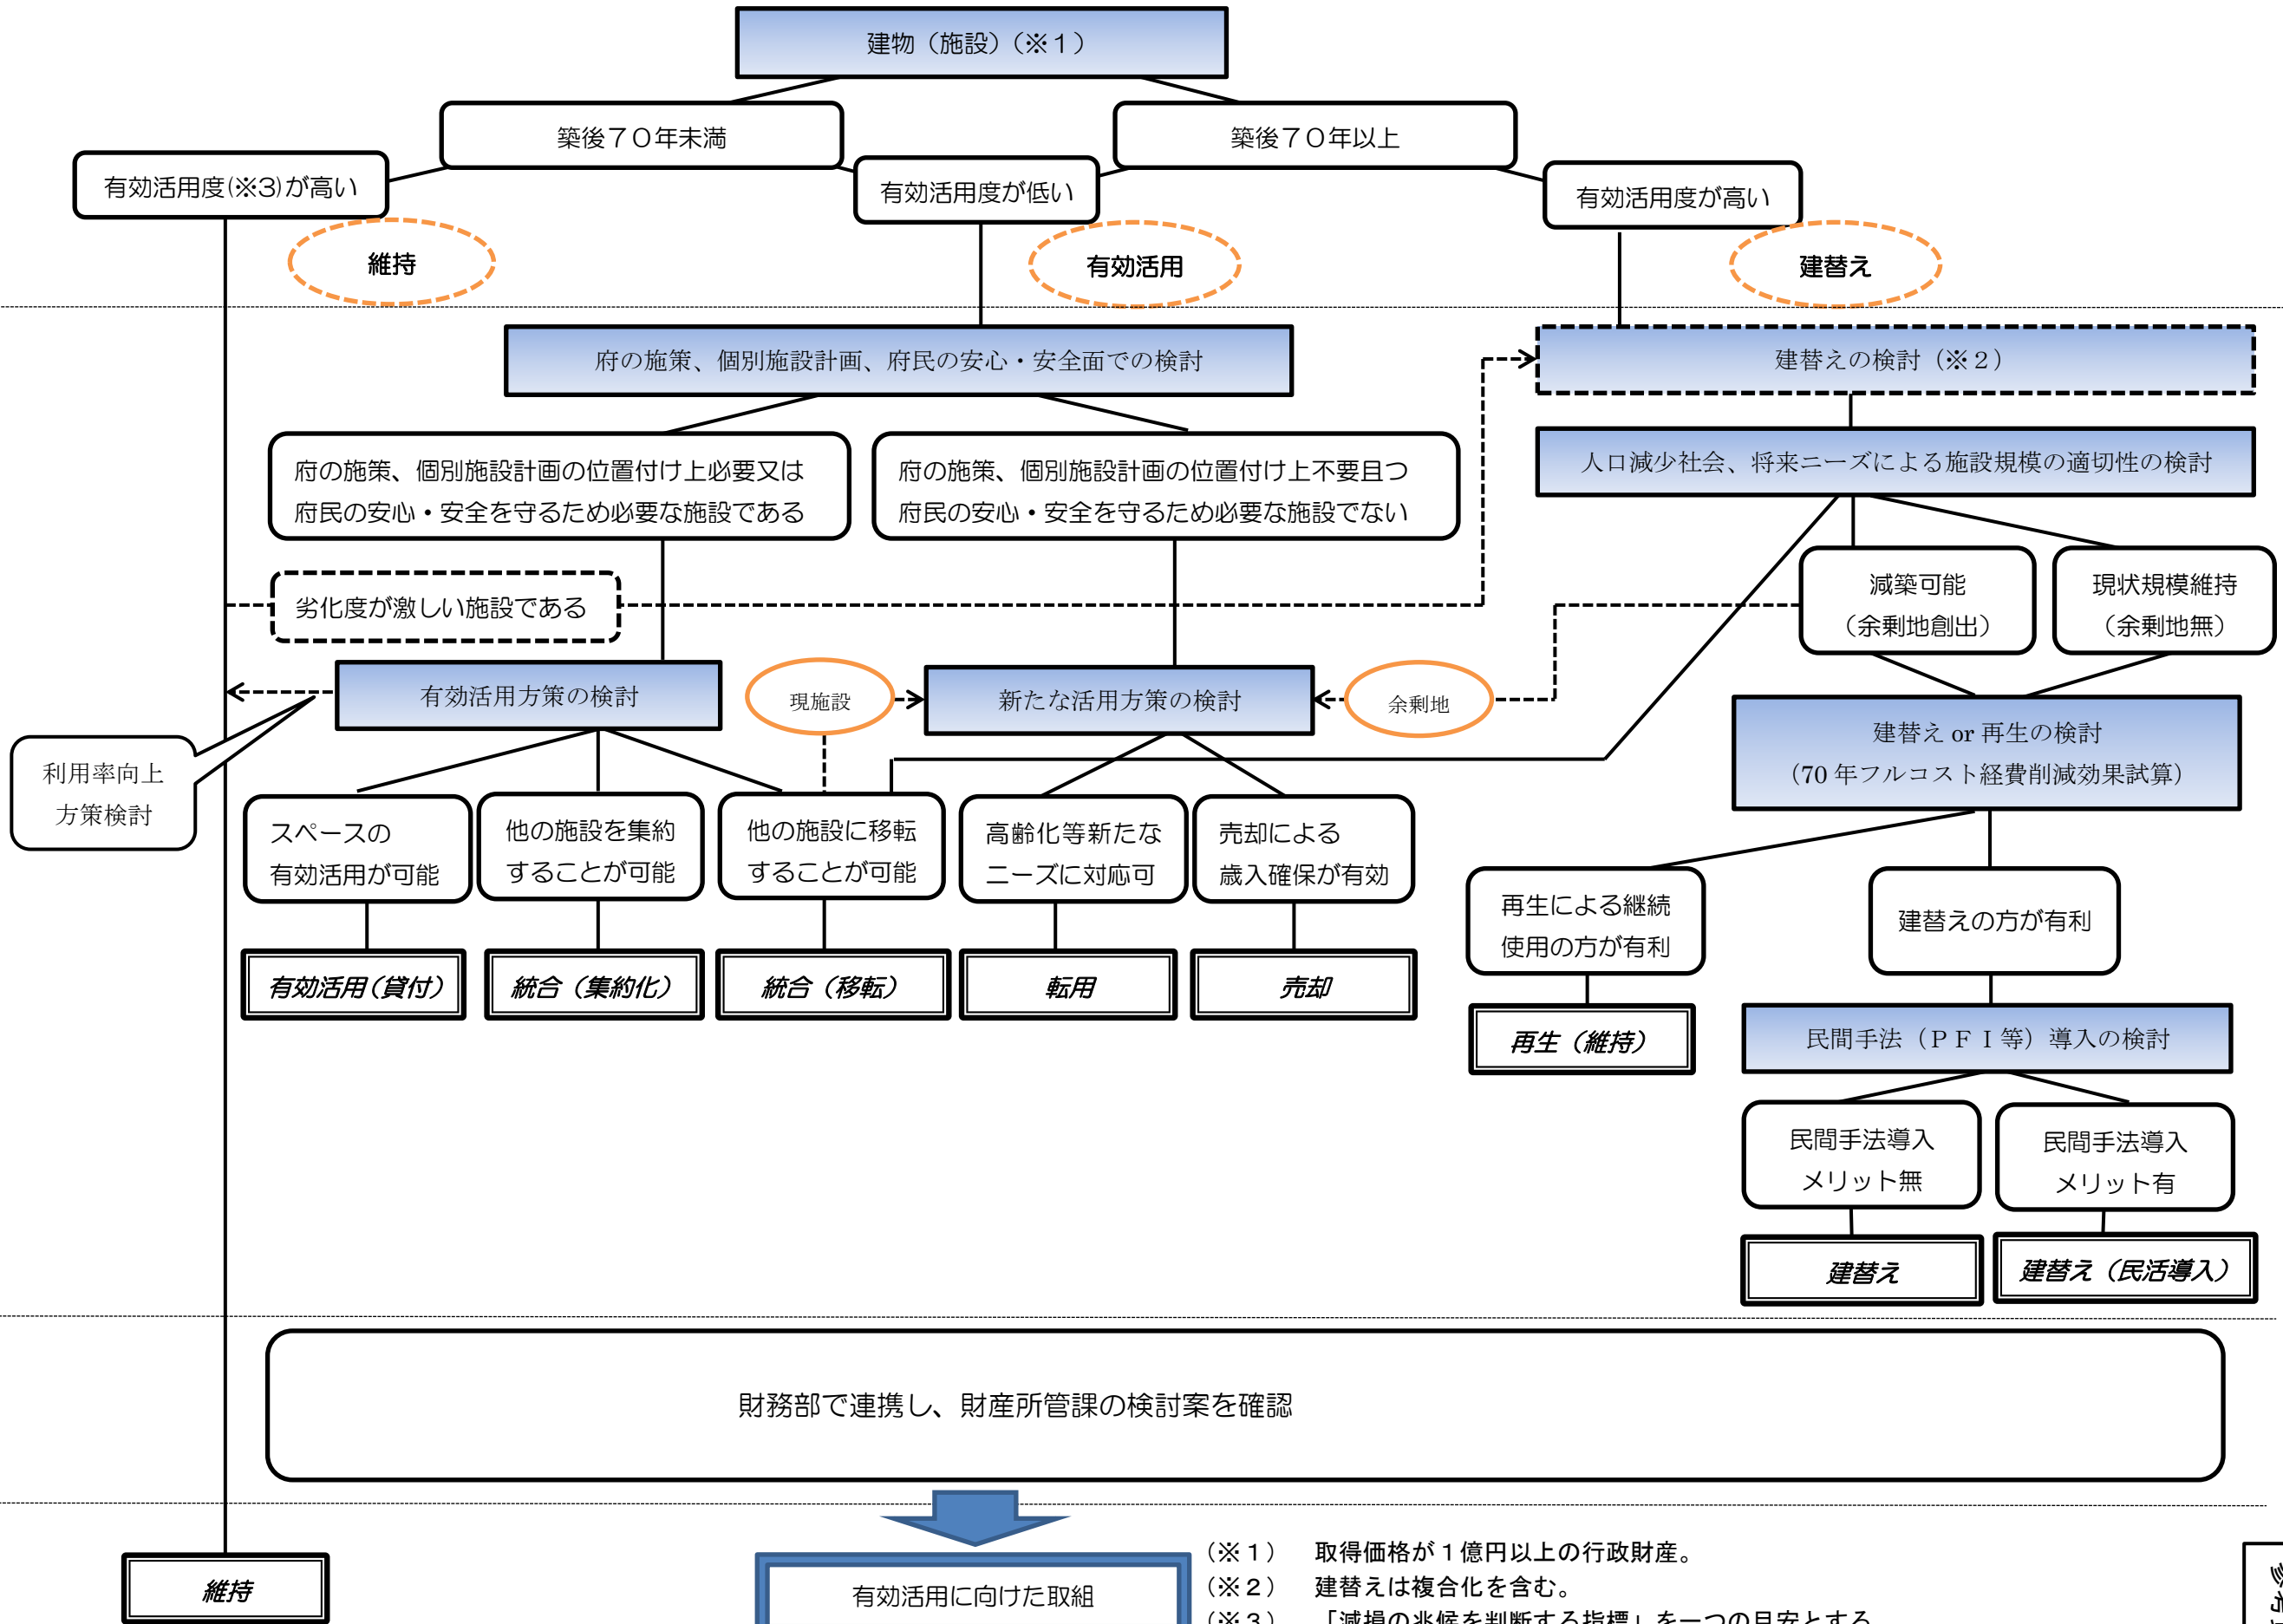 建物（施設）（※１）
築後７０年未満
築後７０年以上
有効活用度(※3)が高い
有効活用度が低い
有効活用度が高い
維持
有効活用
建替え
府の施策、個別施設計画、府民の安心・安全面での検討
建替えの検討（※２）
府の施策、個別施設計画の位置付け上必要又は
府民の安心・安全を守るため必要な施設である
府の施策、個別施設計画の位置付け上不要且つ
府民の安心・安全を守るため必要な施設でない
人口減少社会、将来ニーズによる施設規模の適切性の検討
劣化度が激しい施設である
減築可能
（余剰地創出）
現状規模維持
（余剰地無）
有効活用方策の検討
現施設
新たな活用方策の検討
余剰地
利用率向上
方策検討
建替え or 再生の検討
（70 年フルコスト経費削減効果試算）
スペースの
有効活用が可能
他の施設を集約
することが可能
他の施設に移転
することが可能
高齢化等新たな
ニーズに対応可
売却による
歳入確保が有効
再生による継続
使用の方が有利
建替えの方が有利
有効活用（貸付）
統合（集約化）
統合（移転）
転用
売却
再生（維持）
民間手法（ＰＦＩ等）導入の検討
民間手法導入
メリット無
民間手法導入
メリット有
建替え
建替え（民活導入）
財務部で連携し、財産所管課の検討案を確認
維持
有効活用に向けた取組
（※１）　取得価格が１億円以上の行政財産。
（※２）　建替えは複合化を含む。
（※３）　「減損の兆候を判断する指標」を一つの目安とする